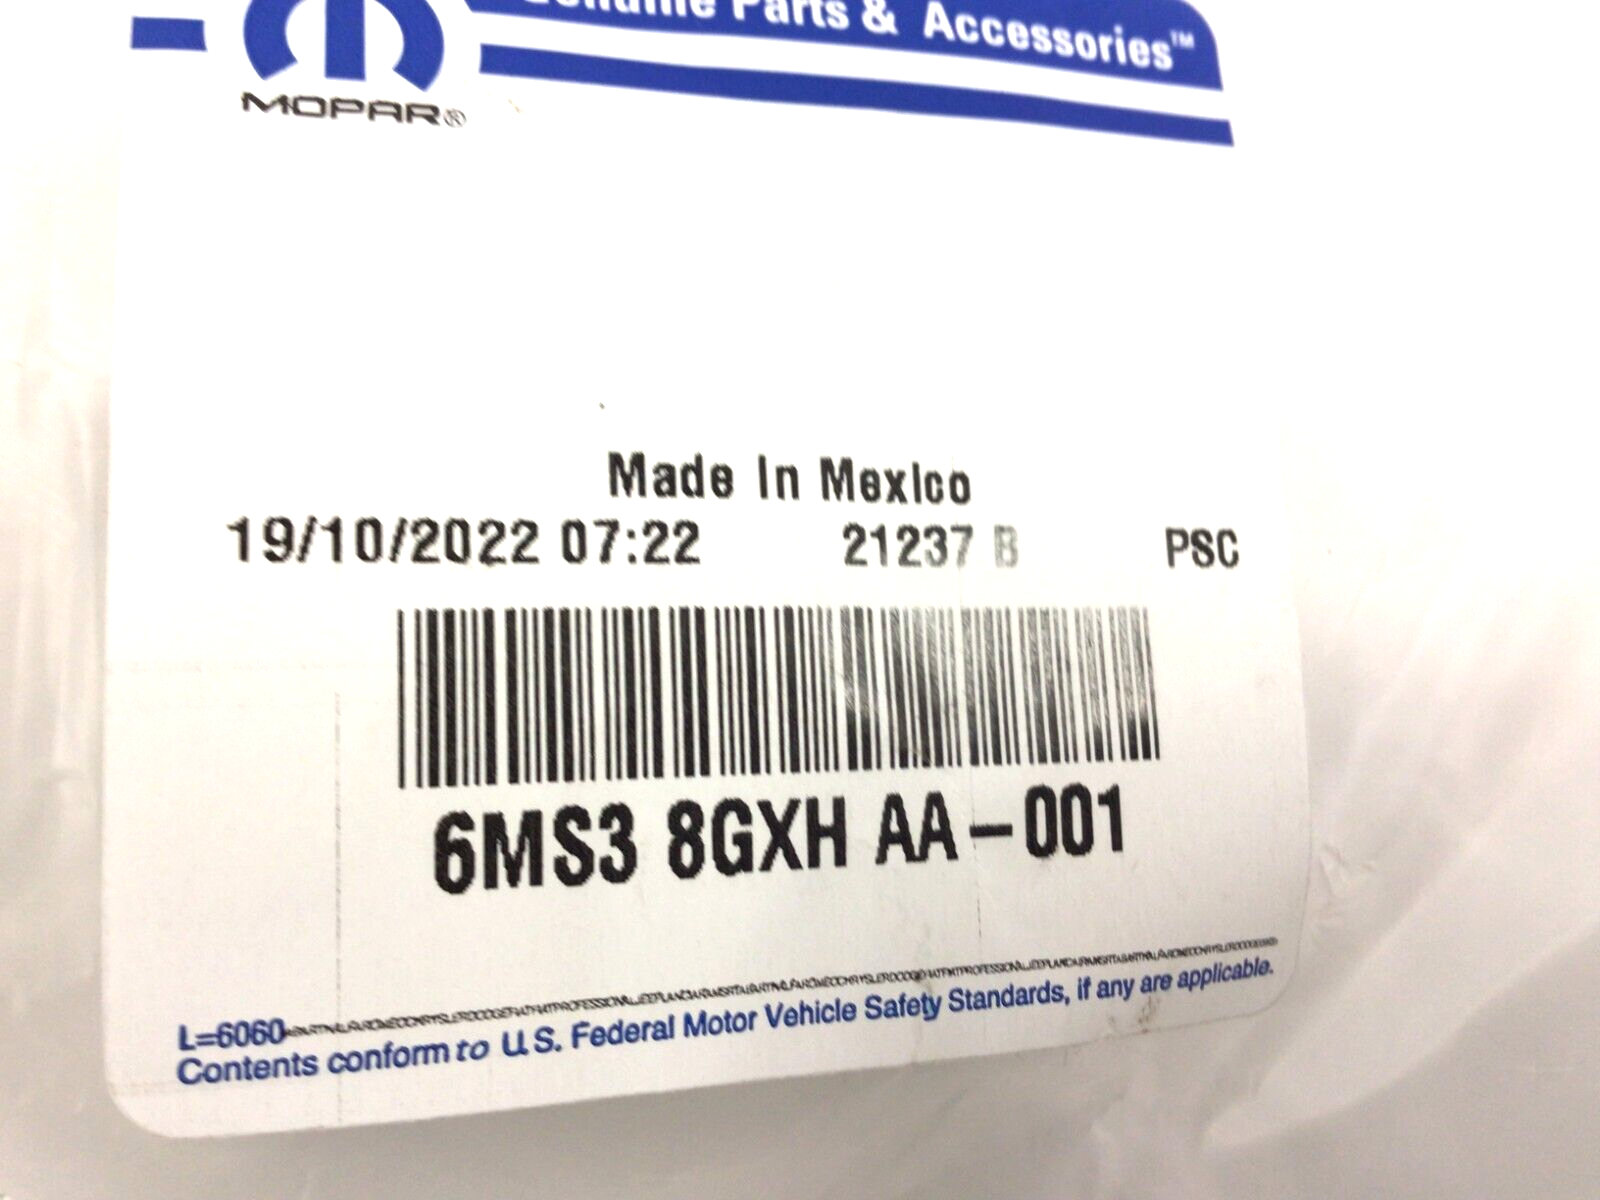 Genuine Parts & Accessories™
MOPAR®
Made In Mexico
19/10/2022 07:22 21237 B PSC
6MS3 8GXH AA-001
L=6060
Contents conform to U.S. Federal Motor Vehicle Safety Standards, if any are applicable.